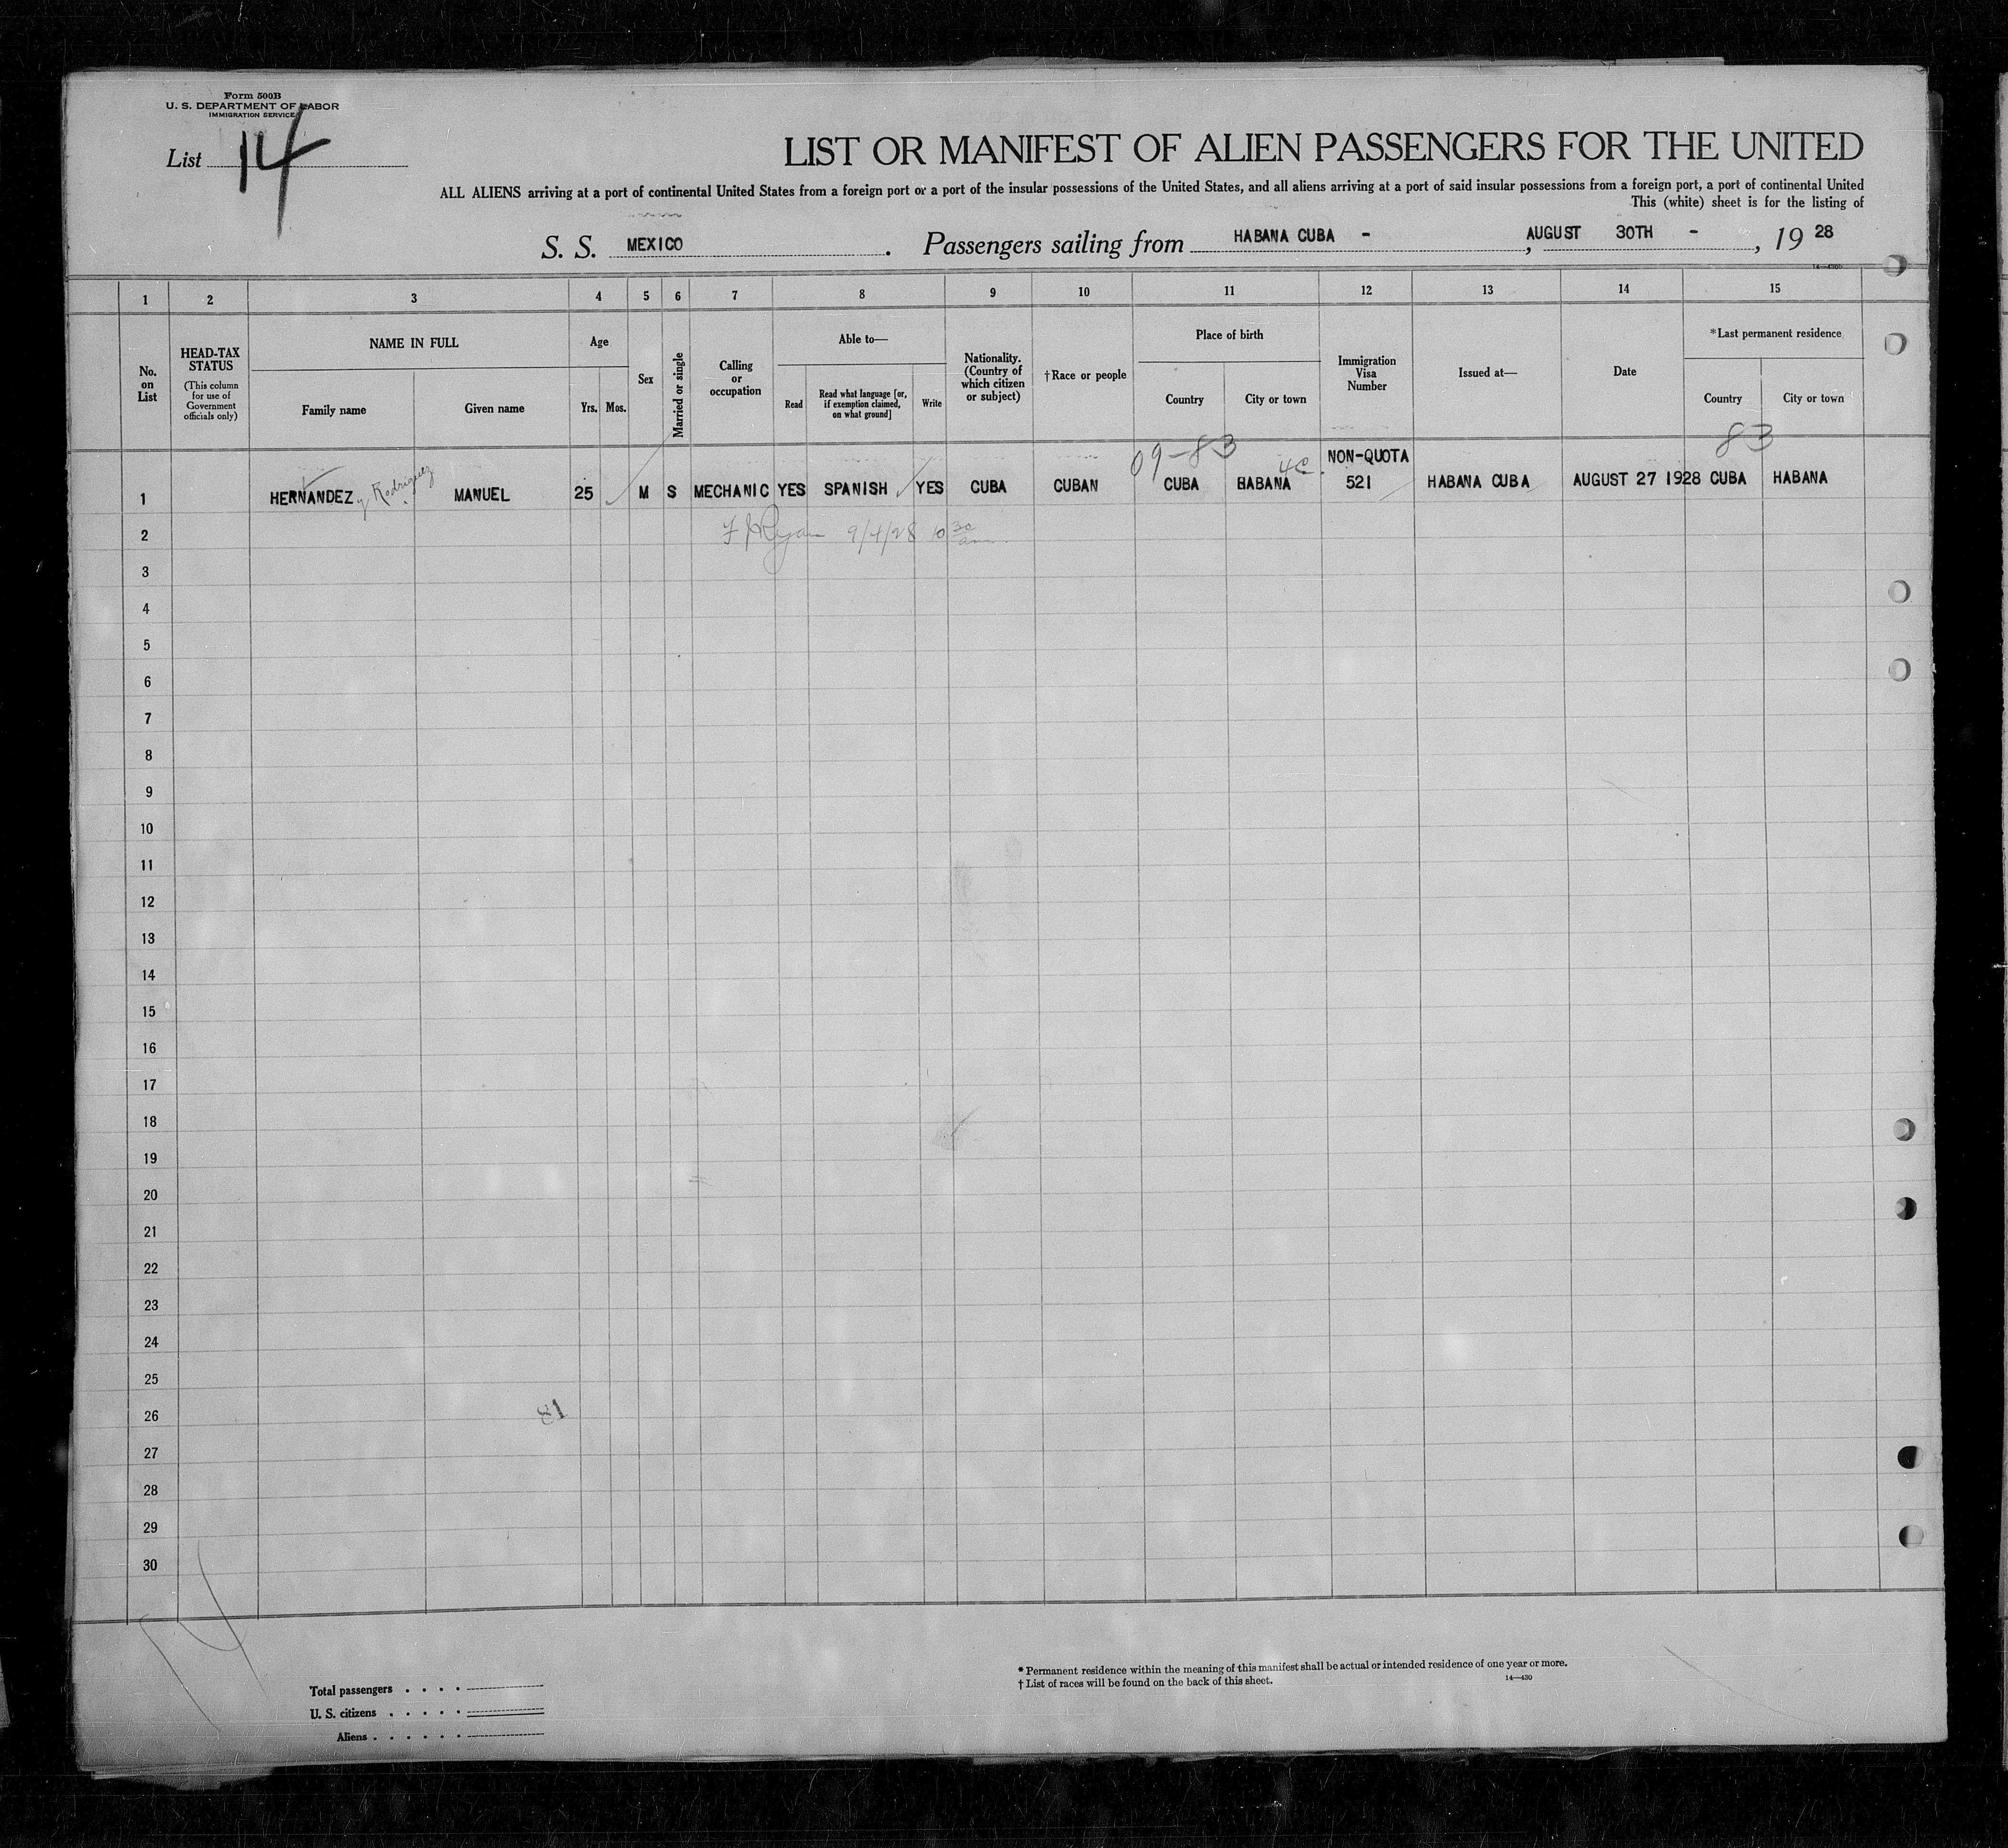 Form 500B
U. S. DEPARTMENT OF LABOR
IMMIGRATION SERVICE
List 14
LIST OR MANIFEST OF ALIEN PASSENGERS FOR THE UNITED
ALL ALIENS arriving at a port of continental United States from a foreign port or a port of the insular possessions of the United States, and all aliens arriving at a port of said insular possessions from a foreign port, a port of continental United
This (white) sheet is for the listing of
S. S. MEXICO . Passengers sailing from HABANA CUBA - , AUGUST 30TH - , 19 28
14—430
1 2 3 4 5 6 7 8 9 10 11 12 13 14 15
No. on List
HEAD-TAX STATUS
(This column for use of Government officials only)
NAME IN FULL
Family name
Given name
Age
Yrs.
Mos.
Sex
Married or single
Calling or occupation
Able to—
Read
Read what language [or, if exemption claimed, on what ground]
Write
Nationality. (Country of which citizen or subject)
†Race or people
Place of birth
Country
City or town
Immigration Visa Number
Issued at—
Date
*Last permanent residence
Country
City or town
09-83 4c 83
NON-QUOTA
1 HERNANDEZ y Rodriguez MANUEL 25 M S MECHANIC YES SPANISH YES CUBA CUBAN CUBA HABANA 521 HABANA CUBA AUGUST 27 1928 CUBA HABANA
2 F J Ryan 9/4/28 10 30 am
3
4
5
6
7
8
9
10
11
12
13
14
15
16
17
18
19
20
21
22
23
24
25
26
27
28
29
30
Total passengers . . . .
U. S. citizens . . . . .
Aliens . . . . . .
* Permanent residence within the meaning of this manifest shall be actual or intended residence of one year or more.
† List of races will be found on the back of this sheet.
14—430